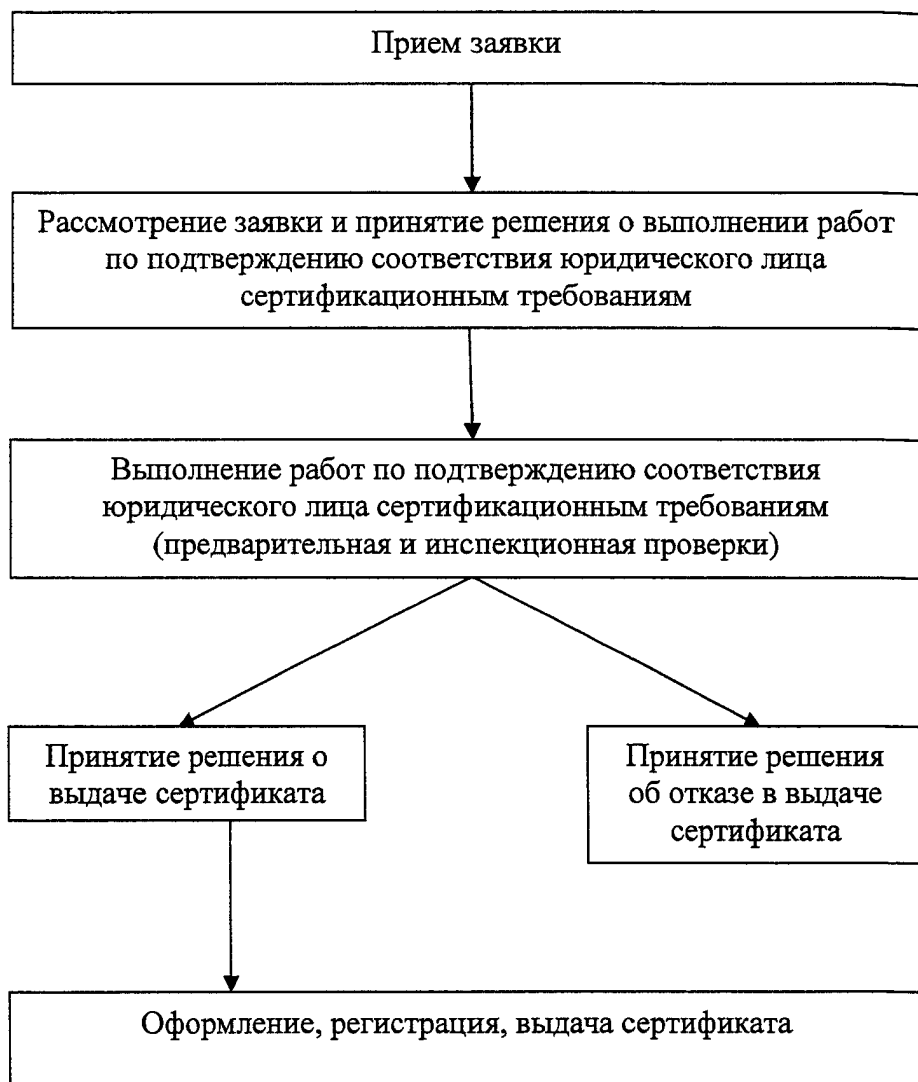 Прием заявки
Рассмотрение заявки и принятие решения о выполнении работ
по подтверждению соответствия юридического лица
сертификационным требованиям
Выполнение работ по подтверждению соответствия
юридического лица сертификационным требованиям
(предварительная и инспекционная проверки)
Принятие решения о
выдаче сертификата
Принятие решения
об отказе в выдаче
сертификата
Оформление, регистрация, выдача сертификата